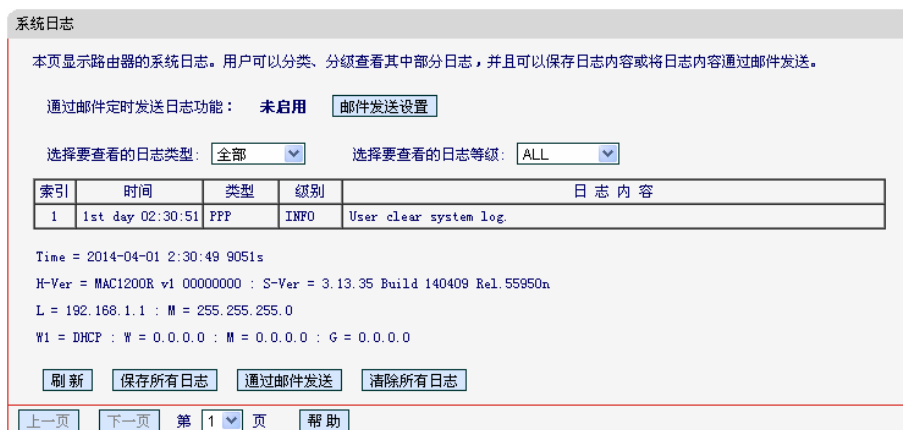 系统日志
本页显示路由器的系统日志。用户可以分类、分级查看其中部分日志，并且可以保存日志内容或将日志内容通过邮件发送。
通过邮件定时发送日志功能： 未启用 邮件发送设置
选择要查看的日志类型: 全部 选择要查看的日志等级: ALL
索引 时间 类型 级别 日志内容
1 1st day 02:30:51 PPP INFO User clear system log.
Time = 2014-04-01 2:30:49 9051s
H-Ver = MAC1200R v1 00000000 : S-Ver = 3.13.35 Build 140409 Rel.55950n
L = 192.168.1.1 : M = 255.255.255.0
W1 = DHCP : W = 0.0.0.0 : M = 0.0.0.0 : G = 0.0.0.0
刷新 保存所有日志 通过邮件发送 清除所有日志
上一页 下一页 第 1 页 帮助